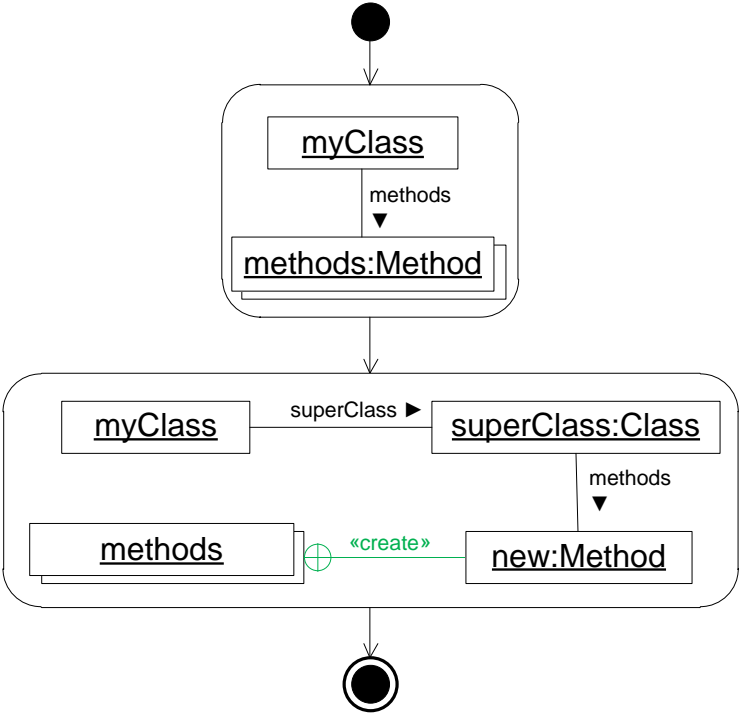 myClass
methods
▼
methods:Method
myClass
superClass ►
superClass:Class
methods
▼
methods
«create»
new:Method